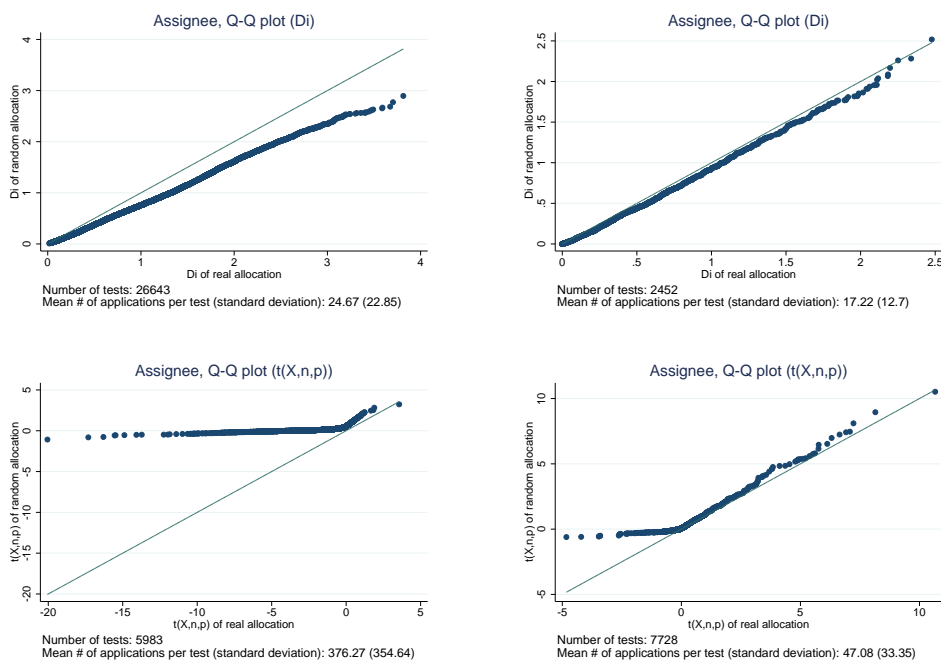 Assignee, Q-Q plot (Di)
Di of random allocation
4
3
2
1
0
0 1 2 3 4
Di of real allocation
Number of tests: 26643
Mean # of applications per test (standard deviation): 24.67 (22.85)
Assignee, Q-Q plot (Di)
Di of random allocation
2.5
2
1.5
1
.5
0
0 .5 1 1.5 2 2.5
Di of real allocation
Number of tests: 2452
Mean # of applications per test (standard deviation): 17.22 (12.7)
Assignee, Q-Q plot (t(X,n,p))
t(X,n,p) of random allocation
5
0
-5
-10
-15
-20
-20 -15 -10 -5 0 5
t(X,n,p) of real allocation
Number of tests: 5983
Mean # of applications per test (standard deviation): 376.27 (354.64)
Assignee, Q-Q plot (t(X,n,p))
t(X,n,p) of random allocation
10
5
0
-5
-5 0 5 10
t(X,n,p) of real allocation
Number of tests: 7728
Mean # of applications per test (standard deviation): 47.08 (33.35)